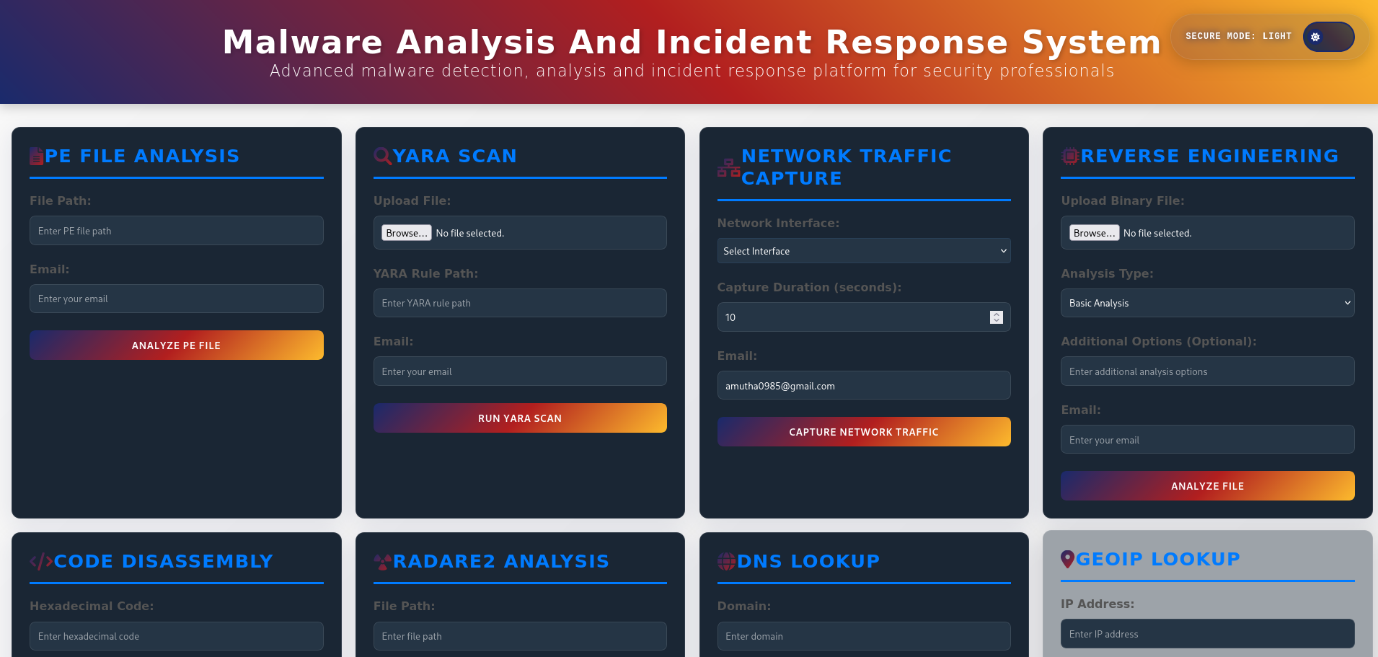 Malware Analysis And Incident Response System
Advanced malware detection, analysis and incident response platform for security professionals
SECURE MODE: LIGHT
PE FILE ANALYSIS
File Path:
Enter PE file path
Email:
Enter your email
ANALYZE PE FILE
YARA SCAN
Upload File:
Browse... No file selected.
YARA Rule Path:
Enter YARA rule path
Email:
Enter your email
RUN YARA SCAN
NETWORK TRAFFIC
CAPTURE
Network Interface:
Select Interface
Capture Duration (seconds):
10
Email:
amutha0985@gmail.com
CAPTURE NETWORK TRAFFIC
REVERSE ENGINEERING
Upload Binary File:
Browse... No file selected.
Analysis Type:
Basic Analysis
Additional Options (Optional):
Enter additional analysis options
Email:
Enter your email
ANALYZE FILE
CODE DISASSEMBLY
Hexadecimal Code:
Enter hexadecimal code
RADARE2 ANALYSIS
File Path:
Enter file path
DNS LOOKUP
Domain:
Enter domain
GEOIP LOOKUP
IP Address:
Enter IP address